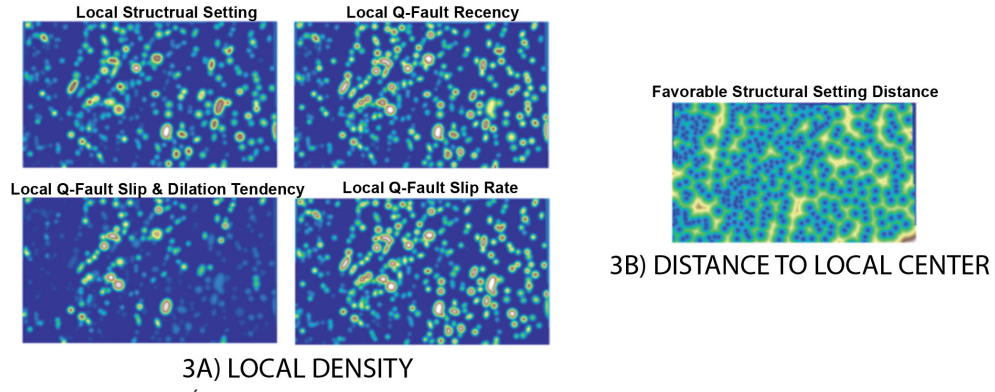 Local Structrual Setting
Local Q-Fault Recency
Local Q-Fault Slip & Dilation Tendency
Local Q-Fault Slip Rate
3A) LOCAL DENSITY
Favorable Structural Setting Distance
3B) DISTANCE TO LOCAL CENTER